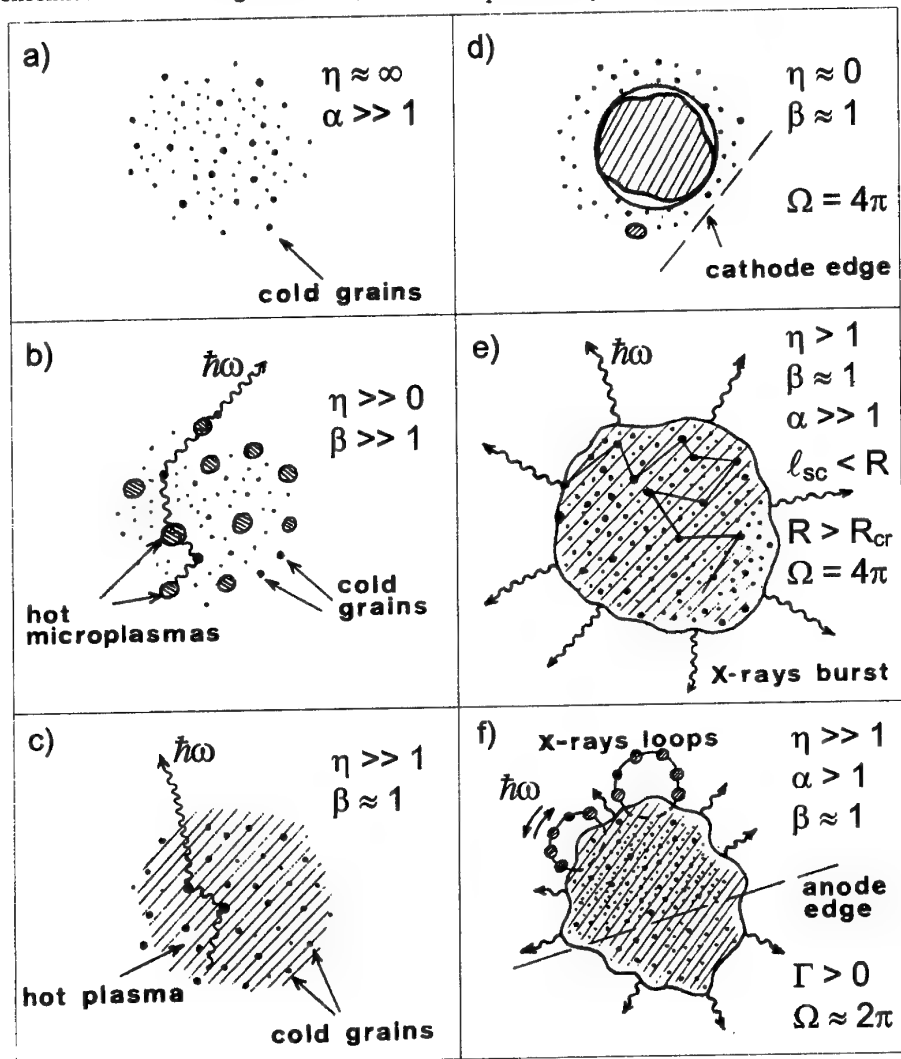 a)
η ≈ ∞
α >> 1
cold grains
b)
ħω
η >> 0
β >> 1
hot
microplasmas
cold
grains
c)
ħω
η >> 1
β ≈ 1
hot plasma
cold grains
d)
η ≈ 0
β ≈ 1
Ω = 4π
cathode edge
e)
ħω
η > 1
β ≈ 1
α >> 1
ℓsc < R
R > Rcr
Ω = 4π
X-rays burst
f)
X-rays loops
ħω
η >> 1
α > 1
β ≈ 1
anode
edge
Γ > 0
Ω ≈ 2π